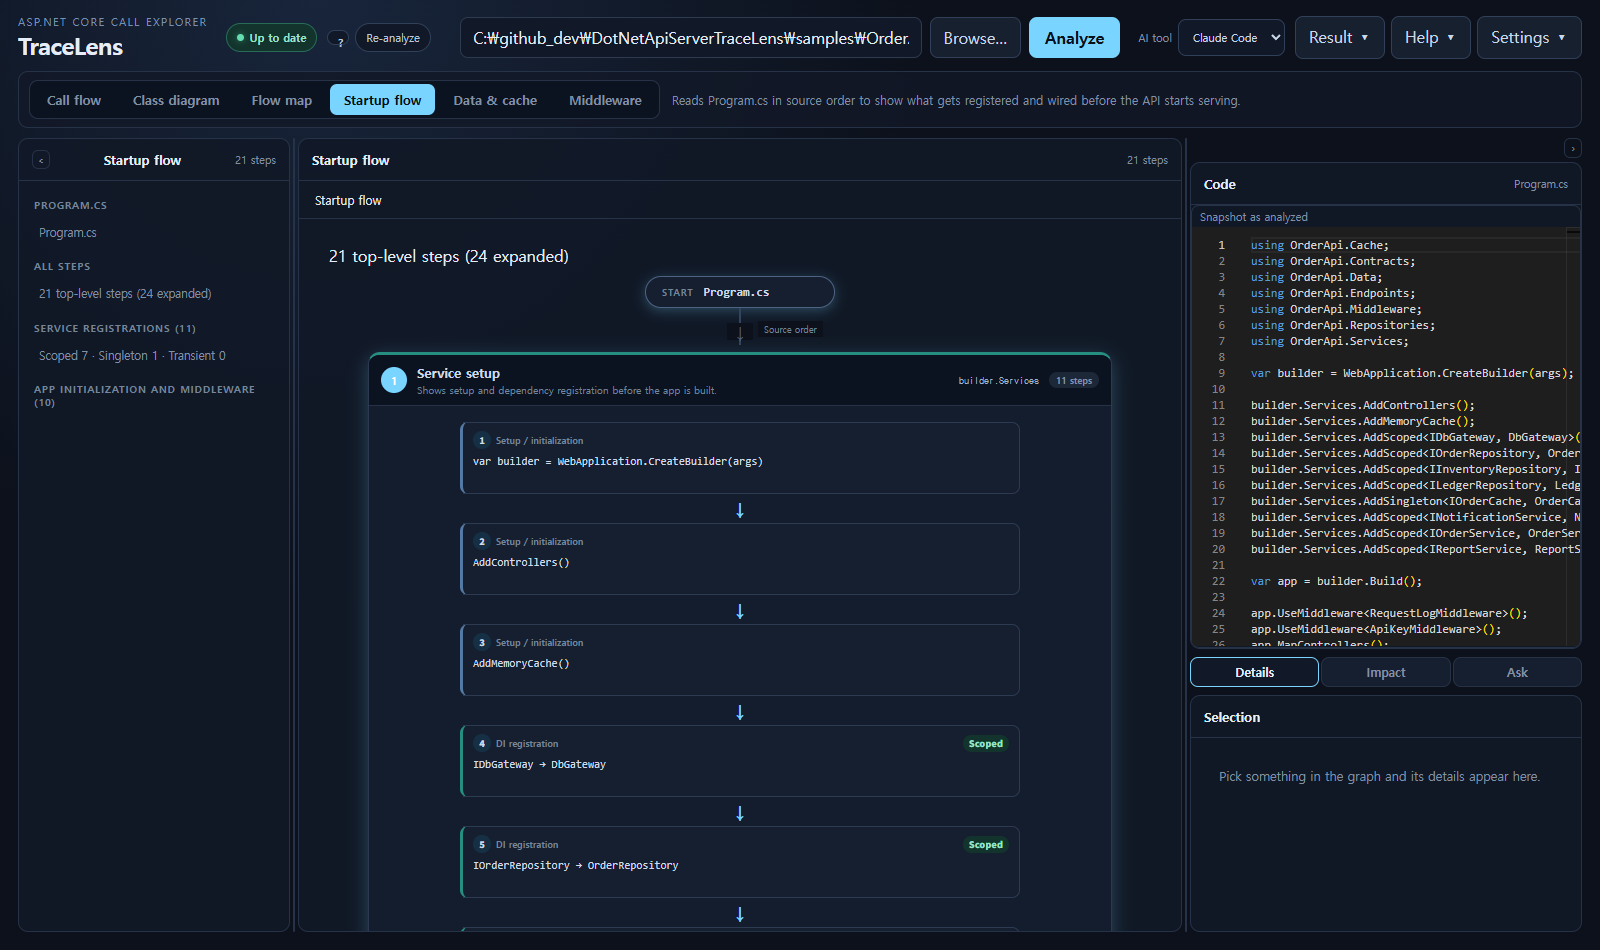 ASP.NET CORE CALL EXPLORER
TraceLens
Up to date
?
Re-analyze
C:₩github_dev₩DotNetApiServerTraceLens₩samples₩Order.
Browse...
Analyze
AI tool
Claude Code
Result ▼
Help ▼
Settings ▼
Call flow
Class diagram
Flow map
Startup flow
Data & cache
Middleware
Reads Program.cs in source order to show what gets registered and wired before the API starts serving.
‹
Startup flow
21 steps
PROGRAM.CS
Program.cs
ALL STEPS
21 top-level steps (24 expanded)
SERVICE REGISTRATIONS (11)
Scoped 7 · Singleton 1 · Transient 0
APP INITIALIZATION AND MIDDLEWARE
(10)
Startup flow
21 steps
Startup flow
21 top-level steps (24 expanded)
START Program.cs
↓
Source order
1
Service setup
Shows setup and dependency registration before the app is built.
builder.Services
11 steps
1 Setup / initialization
var builder = WebApplication.CreateBuilder(args)
↓
2 Setup / initialization
AddControllers()
↓
3 Setup / initialization
AddMemoryCache()
↓
4 DI registration
Scoped
IDbGateway → DbGateway
↓
5 DI registration
Scoped
IOrderRepository → OrderRepository
↓
›
Code
Program.cs
Snapshot as analyzed
1 using OrderApi.Cache;
2 using OrderApi.Contracts;
3 using OrderApi.Data;
4 using OrderApi.Endpoints;
5 using OrderApi.Middleware;
6 using OrderApi.Repositories;
7 using OrderApi.Services;
8
9 var builder = WebApplication.CreateBuilder(args);
10
11 builder.Services.AddControllers();
12 builder.Services.AddMemoryCache();
13 builder.Services.AddScoped<IDbGateway, DbGateway>(
14 builder.Services.AddScoped<IOrderRepository, Order
15 builder.Services.AddScoped<IInventoryRepository, I
16 builder.Services.AddScoped<ILedgerRepository, Ledg
17 builder.Services.AddSingleton<IOrderCache, OrderCa
18 builder.Services.AddScoped<INotificationService, N
19 builder.Services.AddScoped<IOrderService, OrderSer
20 builder.Services.AddScoped<IReportService, ReportS
21
22 var app = builder.Build();
23
24 app.UseMiddleware<RequestLogMiddleware>();
25 app.UseMiddleware<ApiKeyMiddleware>();
26 app.MapControllers();
Details
Impact
Ask
Selection
Pick something in the graph and its details appear here.